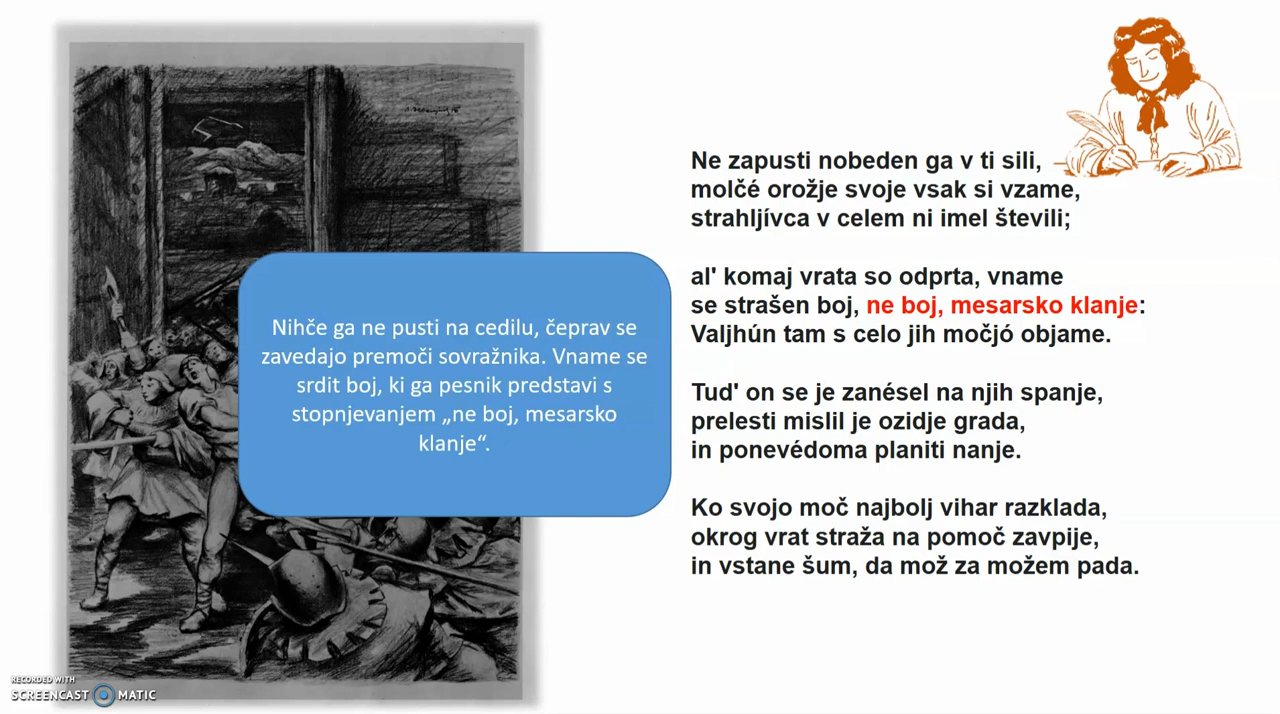 Ne zapusti nobeden ga v ti sili,
molčé orožje svoje vsak si vzame,
strahljívca v celem ni imel števili;
al' komaj vrata so odprta, vname
se strašen boj, ne boj, mesarsko klanje:
Valjhún tam s celo jih močjó objame.
Tud' on se je zanésel na njih spanje,
prelesti mislil je ozidje grada,
in ponevédoma planiti nanje.
Ko svojo moč najbolj vihar razklada,
okrog vrat straža na pomoč zavpije,
in vstane šum, da mož za možem pada.
Nihče ga ne pusti na cedilu, čeprav se
zavedajo premoči sovražnika. Vname se
srdit boj, ki ga pesnik predstavi s
stopnjevanjem „ne boj, mesarsko
klanje“.
RECORDED WITH
SCREENCAST MATIC